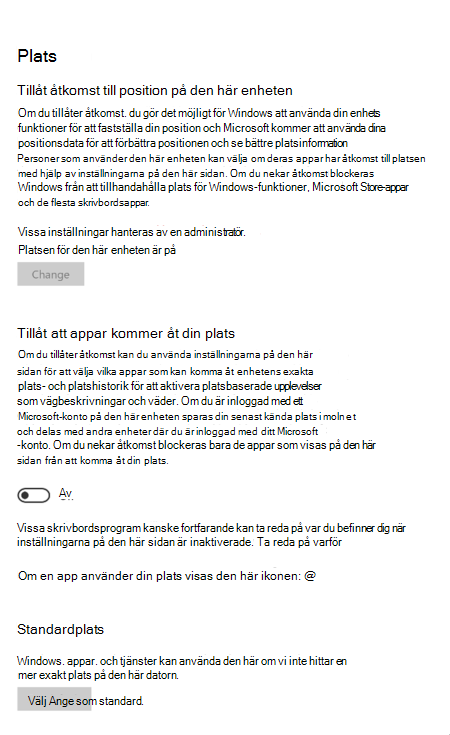 Plats
Tillåt åtkomst till position på den här enheten
Om du tillåter åtkomst. du gör det möjligt för Windows att använda din enhets
funktioner för att fastställa din position och Microsoft kommer att använda dina
positionsdata för att förbättra positionen och se bättre platsinformation
Personer som använder den här enheten kan välja om deras appar har åtkomst till platsen
med hjälp av inställningarna på den här sidan. Om du nekar åtkomst blockeras
Windows från att tillhandahålla plats för Windows-funktioner, Microsoft Store-appar
och de flesta skrivbordsappar.
Vissa inställningar hanteras av en administratör.
Platsen för den här enheten är på
Change
Tillåt att appar kommer åt din plats
Om du tillåter åtkomst kan du använda inställningarna på den här
sidan för att välja vilka appar som kan komma åt enhetens exakta
plats- och platshistorik för att aktivera platsbaserade upplevelser
som vägbeskrivningar och väder. Om du är inloggad med ett
Microsoft-konto på den här enheten sparas din senast kända plats i molnet
och delas med andra enheter där du är inloggad med ditt Microsoft
-konto. Om du nekar åtkomst blockeras bara de appar som visas på den här
sidan från att komma åt din plats.
Av
Vissa skrivbordsprogram kanske fortfarande kan ta reda på var du befinner dig när
inställningarna på den här sidan är inaktiverade. Ta reda på varför
Om en app använder din plats visas den här ikonen: @
Standardplats
Windows. appar. och tjänster kan använda den här om vi inte hittar en
mer exakt plats på den här datorn.
Välj Ange som standard.